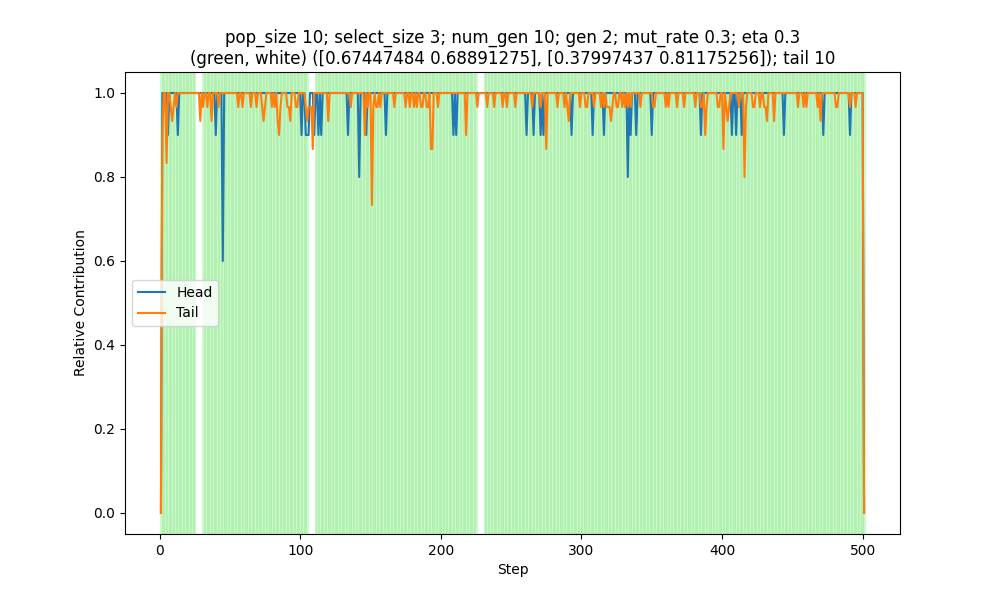 pop_size 10; select_size 3; num_gen 10; gen 2; mut_rate 0.3; eta 0.3
(green, white) ([0.67447484 0.68891275], [0.37997437 0.81175256]); tail 10
1.0
0.8
0.6
0.4
0.2
0.0
Relative Contribution
Head
Tail
0 100 200 300 400 500
Step